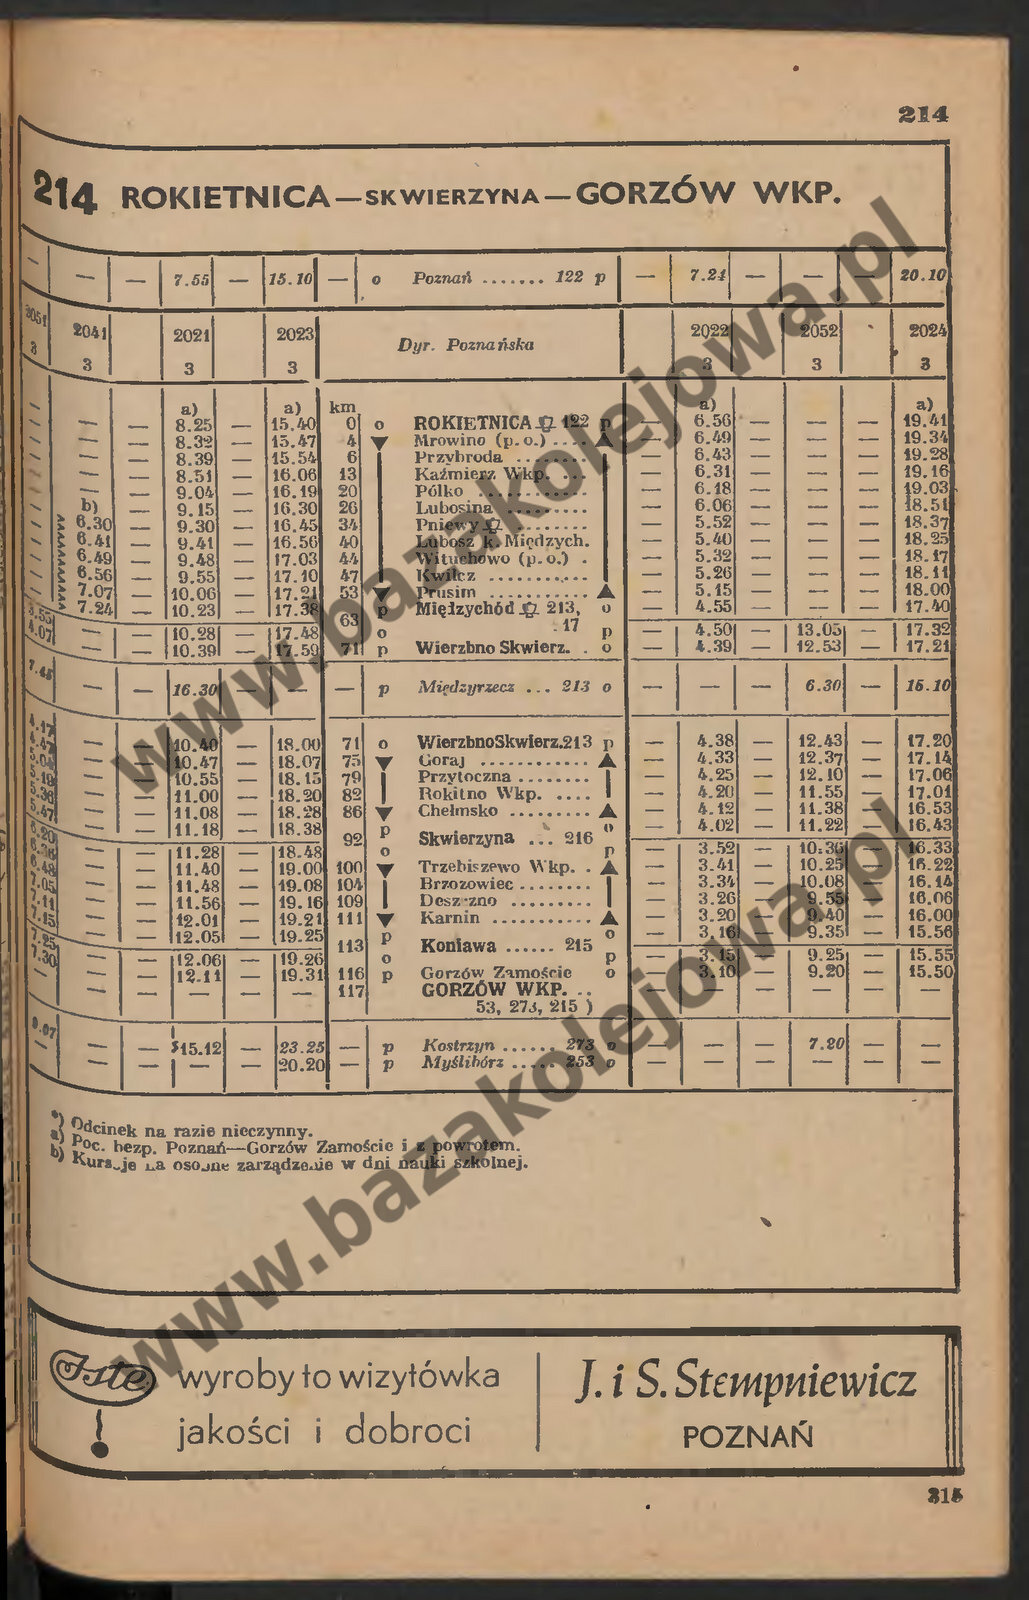 214
214 ROKIETNICA—SKWIERZYNA—GORZÓW WKP.
— — — 7.55 — 15.10 — o Poznań ....... 122 p — 7.24 — — — 20.10
2051 2041 2021 2023 Dyr. Poznańska 2022 2052 2024
3 3 3 3 3 3 3
a) a) km a) a)
— — 8.25 — 15.40 0 o ROKIETNICA 122 p — 6.56 — — — 19.41
— — 8.32 — 15.47 4 Mrowino (p.o.) .... — 6.49 — — — 19.34
— — 8.39 — 15.54 6 Przybroda ........ — 6.43 — — — 19.28
— — 8.51 — 16.06 13 Kaźmierz Wkp. ... — 6.31 — — — 19.16
— — 9.04 — 16.19 20 Pólko ............ — 6.18 — — — 19.03
b) — 9.15 — 16.30 26 Lubosina ......... — 6.06 — — — 18.51
6.30 — 9.30 — 16.45 34 Pniewy ........ — 5.52 — — — 18.37
6.41 — 9.41 — 16.56 40 Lubosz k. Międzych. — 5.40 — — — 18.25
6.49 — 9.48 — 17.03 44 Wituchowo (p.o.) . — 5.32 — — — 18.17
6.56 — 9.55 — 17.10 47 Kwilcz ........... — 5.26 — — — 18.11
7.07 — 10.06 — 17.21 53 Prusim ........... — 5.15 — — — 18.00
7.24 — 10.23 — 17.38 63 p Międzychód 213, o — 4.55 — — — 17.40
4.07 — — 10.28 — 17.48 o 17 p — 4.50 — 13.05 — 17.32
— — 10.39 — 17.59 71 p Wierzbno Skwierz. . o — 4.39 — 12.53 — 17.21
— — 16.30 — — — p Międzyrzecz ... 213 o — — — 6.30 — 16.10
— — 10.40 — 18.00 71 o WierzbnoSkwierz.213 p — 4.38 — 12.43 — 17.20
— — 10.47 — 18.07 75 Goraj ............ — 4.33 — 12.37 — 17.14
— — 10.55 — 18.15 79 Przytoczna ......... — 4.25 — 12.10 — 17.06
— — 11.00 — 18.20 82 Rokitno Wkp. ..... — 4.20 — 11.55 — 17.01
— — 11.08 — 18.28 86 Chełmsko .......... — 4.12 — 11.38 — 16.53
— — 11.18 — 18.38 92 p Skwierzyna ... 216 o — 4.02 — 11.22 — 16.43
— — 11.28 — 18.48 o p — 3.52 — 10.36 — 16.33
— — 11.40 — 19.00 100 Trzebiszewo Wkp. . — 3.41 — 10.25 — 16.22
— — 11.48 — 19.08 104 Brzozowiec ......... — 3.34 — 10.08 — 16.14
— — 11.56 — 19.16 109 Deszczno .......... — 3.26 — 9.55 — 16.06
— — 12.01 — 19.21 111 Karnin ............ — 3.20 — 9.40 — 16.00
— — 12.05 — 19.25 113 p Koniawa ...... 215 o — 3.16 — 9.35 — 15.56
— — 12.06 — 19.26 o p — 3.15 — 9.25 — 15.55
— — 12.11 — 19.31 116 p Gorzów Zamoście o — 3.10 — 9.20 — 15.50
— — — — — 117 GORZÓW WKP. . . — — — — —
53, 273, 215 )
— — 15.12 — 23.25 — p Kostrzyn ...... 273 o — — — 7.20 — —
— — — — 20.20 — p Myślibórz ..... 253 o — — — — — —
*) Odcinek na razie nieczynny.
a) Poc. bezp. Poznań—Gorzów Zamoście i z powrotem.
b) Kursuje na osobne zarządzenie w dni nauki szkolnej.
Iste! wyroby to wizytówka
jakości i dobroci
J. i S. Stempniewicz
POZNAŃ
315
www.bazakolejowa.pl
www.bazakolejowa.pl